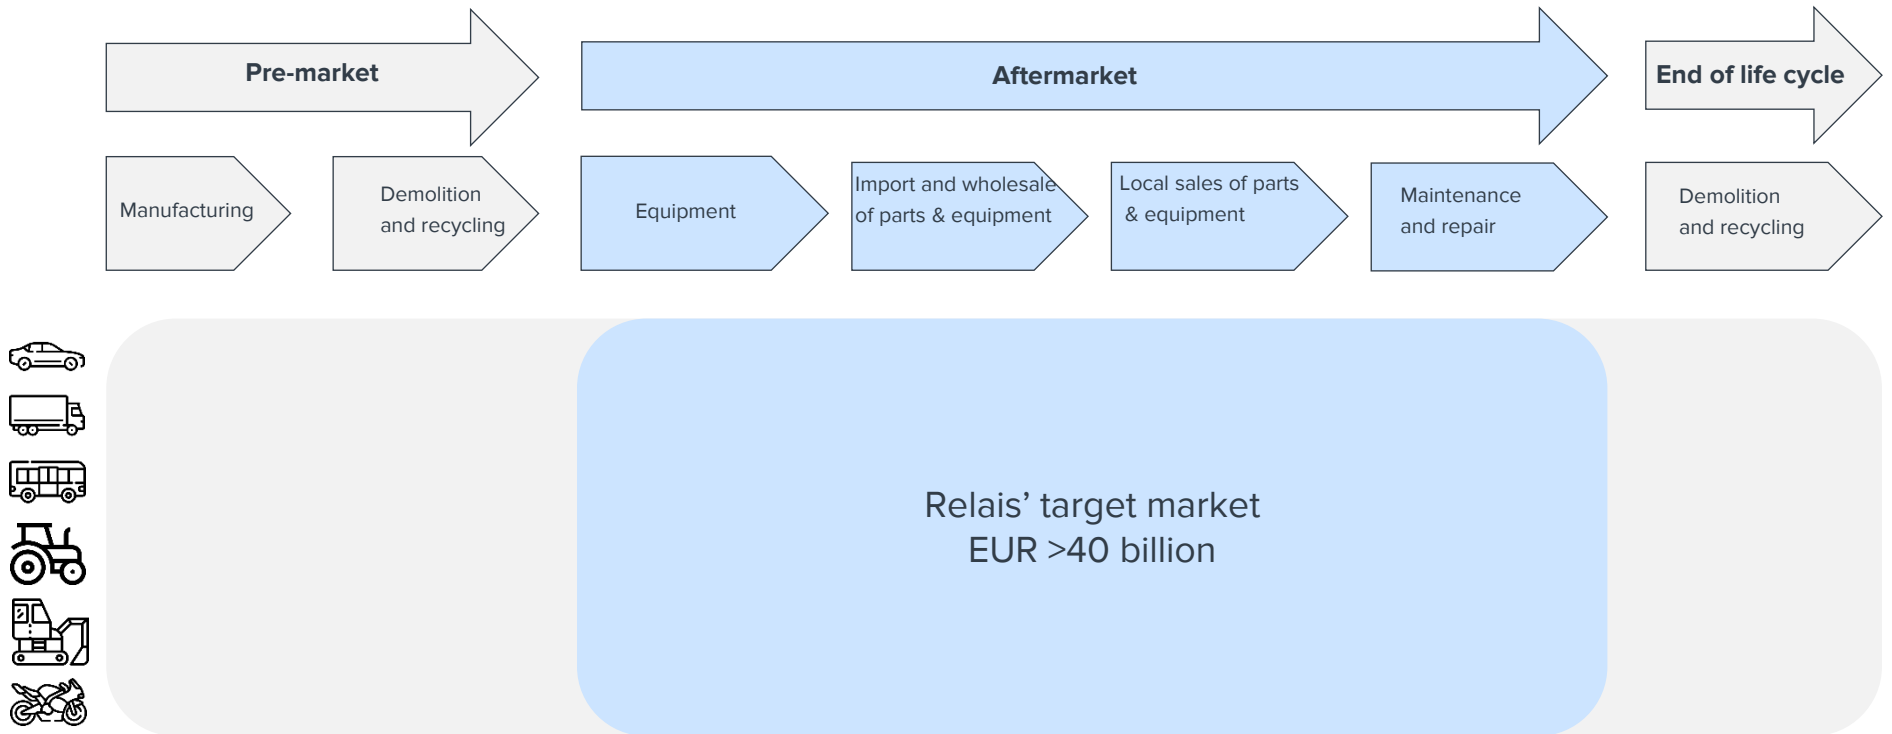 Pre-market
Aftermarket
End of life cycle
Manufacturing
Demolition
and recycling
Equipment
Import and wholesale
of parts & equipment
Local sales of parts
& equipment
Maintenance
and repair
Demolition
and recycling
Relais’ target market
EUR >40 billion